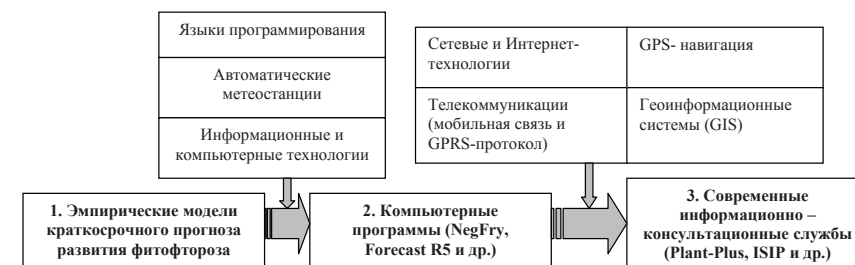 Языки программирования
Автоматические
метеостанции
Информационные и
компьютерные технологии
Сетевые и Интернет-
технологии
GPS- навигация
Телекоммуникации
(мобильная связь и
GPRS-протокол)
Геоинформационные
системы (GIS)
1. Эмпирические модели
краткосрочного прогноза
развития фитофтороза
2. Компьютерные
программы (NegFry,
Forecast R5 и др.)
3. Современные
информационно –
консультационные службы
(Plant-Plus, ISIP и др.)